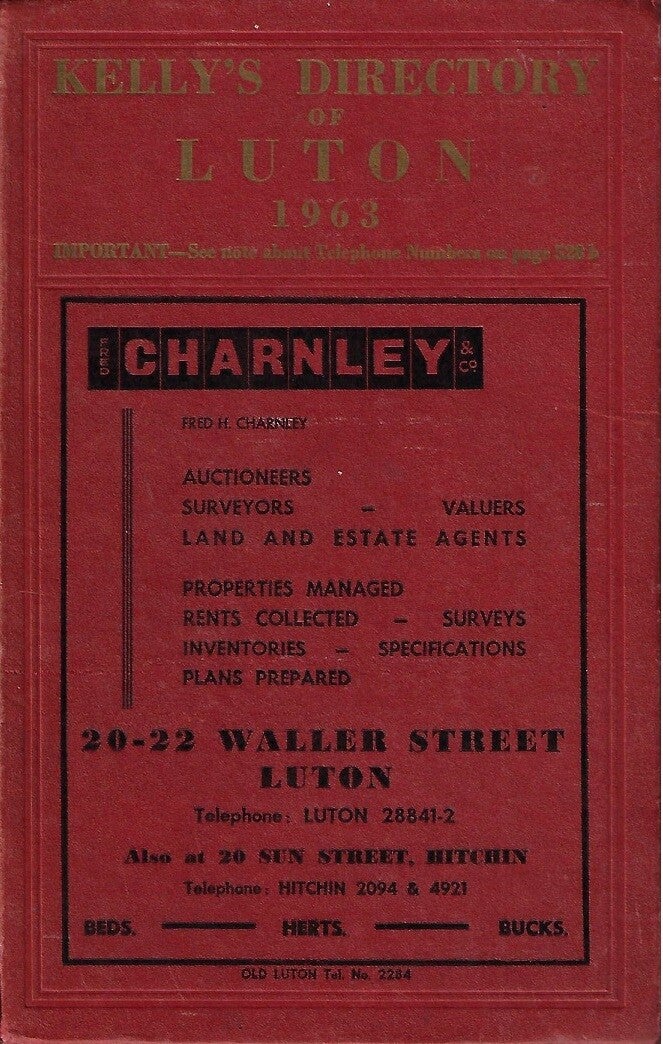 KELLY'S DIRECTORY
OF
LUTON
1963
IMPORTANT—See note about Telephone Numbers on page
FRED CHARNLEY & Co.
FRED H. CHARNLEY
AUCTIONEERS
SURVEYORS – VALUERS
LAND AND ESTATE AGENTS
PROPERTIES MANAGED
RENTS COLLECTED – SURVEYS
INVENTORIES – SPECIFICATIONS
PLANS PREPARED
20-22 WALLER STREET
LUTON
Telephone: LUTON 28841-2
Also at 20 SUN STREET, HITCHIN
Telephone: HITCHIN 2094 & 4921
BEDS. — HERTS. — BUCKS.
OLD LUTON Tel. No. 2284